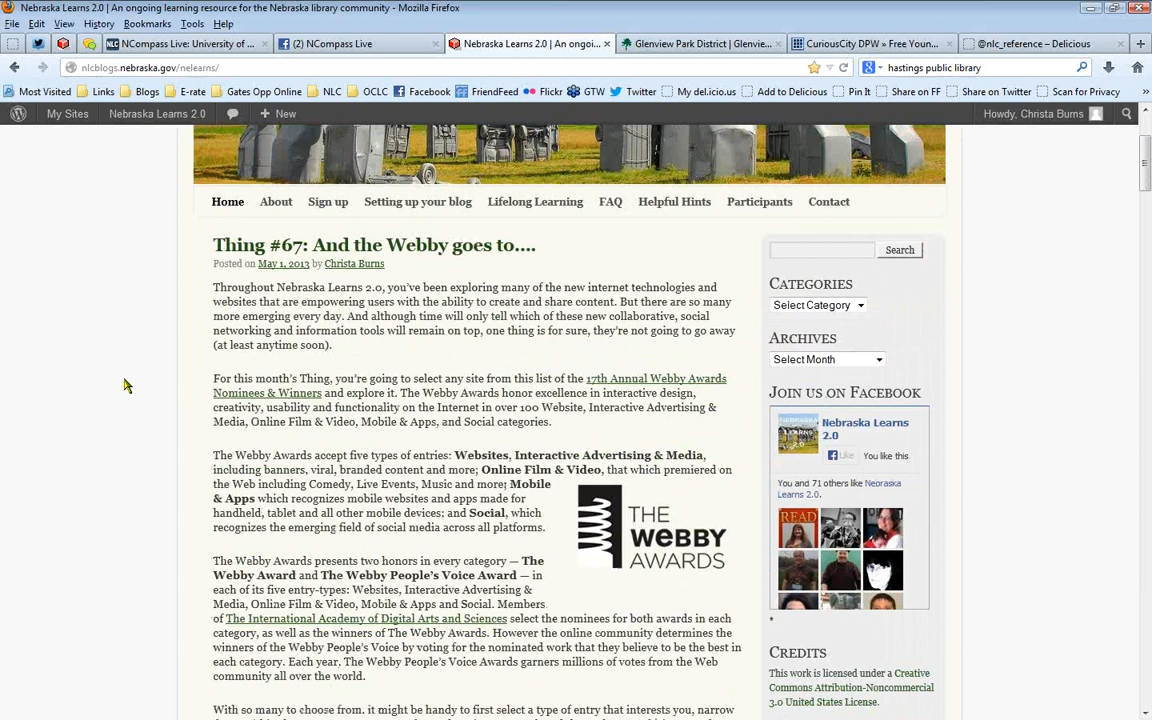 Nebraska Learns 2.0 | An ongoing learning resource for the Nebraska library community - Mozilla Firefox
File Edit View History Bookmarks Tools Help
NCompass Live: University of ... × (2) NCompass Live × Nebraska Learns 2.0 | An ongoi... × Glenview Park District | Glenvie... × CuriousCity DPW » Free Youn... × @nlc_reference – Delicious ×
nlcblogs.nebraska.gov/nelearns/ hastings public library
Most Visited Links Blogs E-rate Gates Opp Online NLC OCLC Facebook FriendFeed Flickr GTW Twitter My del.icio.us Add to Delicious Pin It Share on FF Share on Twitter Scan for Privacy »
My Sites Nebraska Learns 2.0 + New Howdy, Christa Burns
Home About Sign up Setting up your blog Lifelong Learning FAQ Helpful Hints Participants Contact
Thing #67: And the Webby goes to....
Posted on May 1, 2013 by Christa Burns
Throughout Nebraska Learns 2.0, you've been exploring many of the new internet technologies and
websites that are empowering users with the ability to create and share content. But there are so many
more emerging every day. And although time will only tell which of these new collaborative, social
networking and information tools will remain on top, one thing is for sure, they're not going to go away
(at least anytime soon).
For this month's Thing, you're going to select any site from this list of the 17th Annual Webby Awards
Nominees & Winners and explore it. The Webby Awards honor excellence in interactive design,
creativity, usability and functionality on the Internet in over 100 Website, Interactive Advertising &
Media, Online Film & Video, Mobile & Apps, and Social categories.
The Webby Awards accept five types of entries: Websites, Interactive Advertising & Media,
including banners, viral, branded content and more; Online Film & Video, that which premiered on
the Web including Comedy, Live Events, Music and more; Mobile
& Apps which recognizes mobile websites and apps made for
handheld, tablet and all other mobile devices; and Social, which
recognizes the emerging field of social media across all platforms.
THE
WEBBY
AWARDS
The Webby Awards presents two honors in every category — The
Webby Award and The Webby People's Voice Award — in
each of its five entry-types: Websites, Interactive Advertising &
Media, Online Film & Video, Mobile & Apps and Social. Members
of The International Academy of Digital Arts and Sciences select the nominees for both awards in each
category, as well as the winners of The Webby Awards. However the online community determines the
winners of the Webby People's Voice by voting for the nominated work that they believe to be the best in
each category. Each year, The Webby People's Voice Awards garners millions of votes from the Web
community all over the world.
With so many to choose from, it might be handy to first select a type of entry that interests you, narrow
Search
CATEGORIES
Select Category
ARCHIVES
Select Month
JOIN US ON FACEBOOK
Nebraska Learns
2.0
Like You like this.
You and 71 others like Nebraska
Learns 2.0.
READ
*
CREDITS
This work is licensed under a Creative
Commons Attribution-Noncommercial
3.0 United States License.